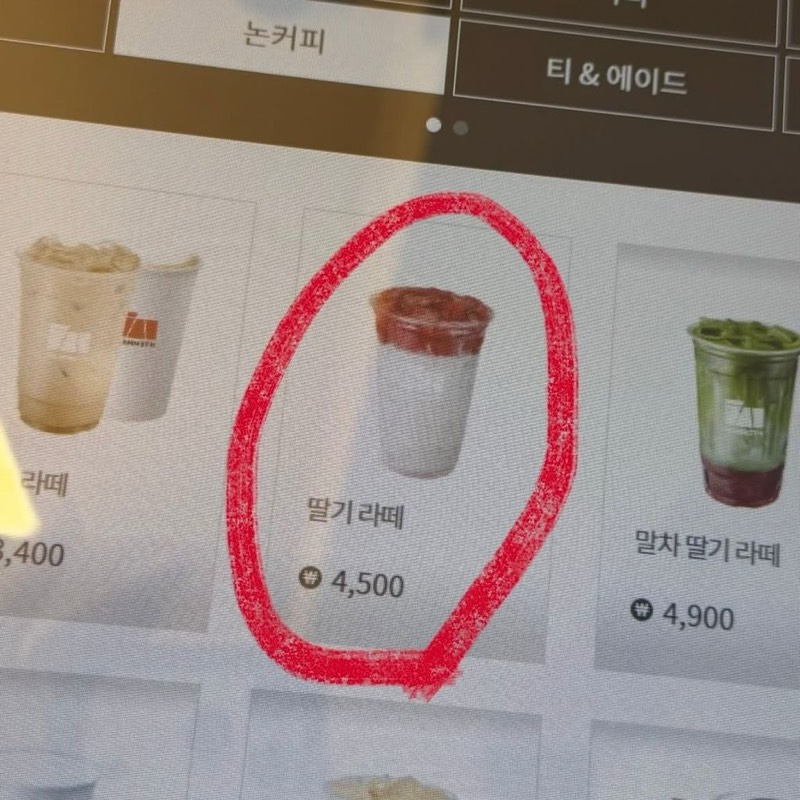 논커피
티 & 에이드
라떼
3,400
딸기 라떼
₩ 4,500
말차 딸기 라떼
₩ 4,900